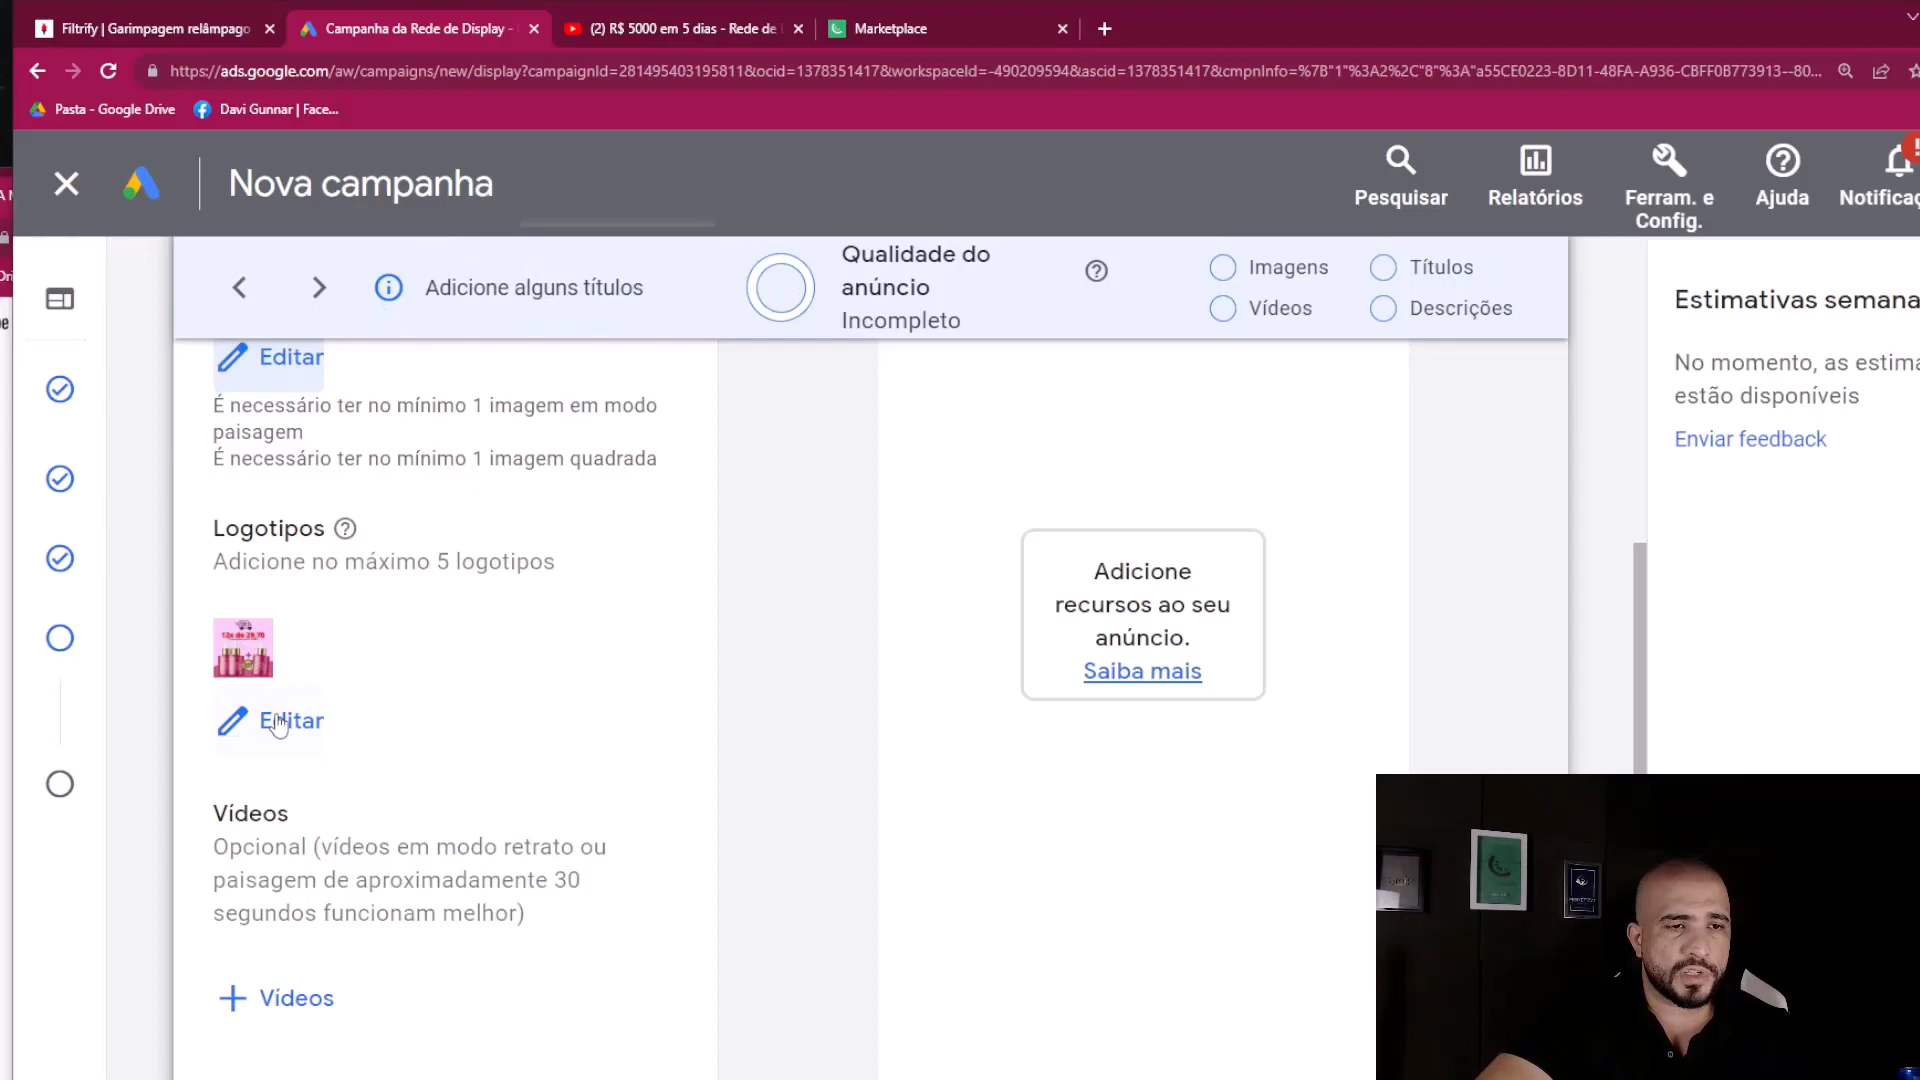 Filtrify | Garimpagem relâmpago
Campanha da Rede de Display -
(2) R$ 5000 em 5 dias - Rede de
Marketplace
https://ads.google.com/aw/campaigns/new/display?campaignId=281495403195811&ocid=1378351417&workspaceId=-490209594&ascid=1378351417&cmpnInfo=%7B"1"%3A2%2C"8"%3A"a55CE0223-8D11-48FA-A936-CBFF0B773913--80...
Pasta - Google Drive
Davi Gunnar | Face...
Nova campanha
Pesquisar
Relatórios
Ferram. e
Config.
Ajuda
Notificaç
Adicione alguns títulos
Qualidade do
anúncio
Incompleto
Imagens
Títulos
Vídeos
Descrições
Editar
É necessário ter no mínimo 1 imagem em modo
paisagem
É necessário ter no mínimo 1 imagem quadrada
Logotipos
Adicione no máximo 5 logotipos
12x de 29,70
Editar
Vídeos
Opcional (vídeos em modo retrato ou
paisagem de aproximadamente 30
segundos funcionam melhor)
Vídeos
Adicione
recursos ao seu
anúncio.
Saiba mais
Estimativas semana
No momento, as estima
estão disponíveis
Enviar feedback